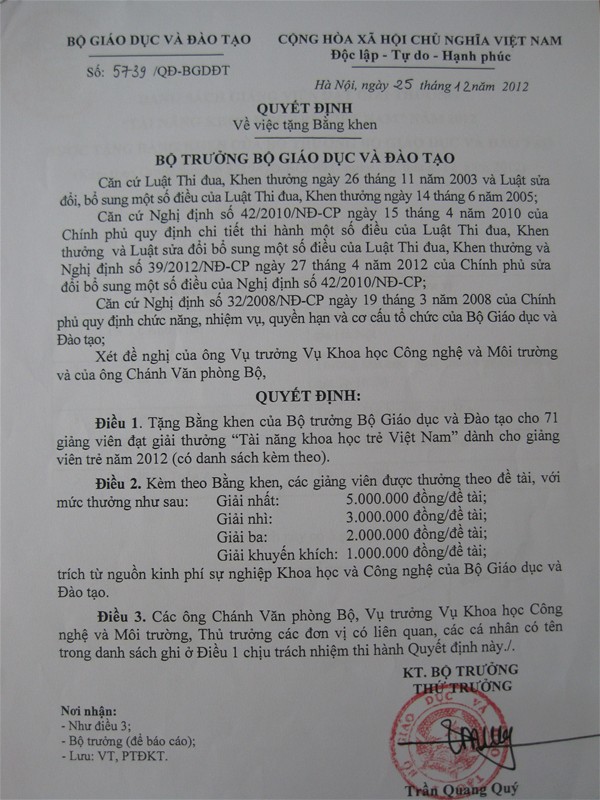 BỘ GIÁO DỤC VÀ ĐÀO TẠO
CỘNG HÒA XÃ HỘI CHỦ NGHĨA VIỆT NAM
Độc lập - Tự do - Hạnh phúc
Số: 5739/QĐ-BGDĐT
Hà Nội, ngày 25 tháng 12 năm 2012
QUYẾT ĐỊNH
Về việc tặng Bằng khen
BỘ TRƯỞNG BỘ GIÁO DỤC VÀ ĐÀO TẠO
Căn cứ Luật Thi đua, Khen thưởng ngày 26 tháng 11 năm 2003 và Luật sửa
đổi, bổ sung một số điều của Luật Thi đua, Khen thưởng ngày 14 tháng 6 năm 2005;
Căn cứ Nghị định số 42/2010/NĐ-CP ngày 15 tháng 4 năm 2010 của
Chính phủ quy định chi tiết thi hành một số điều của Luật Thi đua, Khen
thưởng và Luật sửa đổi bổ sung một số điều của Luật Thi đua, Khen thưởng và
Nghị định số 39/2012/NĐ-CP ngày 27 tháng 4 năm 2012 của Chính phủ sửa
đổi bổ sung một số điều của Nghị định số 42/2010/NĐ-CP;
Căn cứ Nghị định số 32/2008/NĐ-CP ngày 19 tháng 3 năm 2008 của Chính
phủ quy định chức năng, nhiệm vụ, quyền hạn và cơ cấu tổ chức của Bộ Giáo dục và
Đào tạo;
Xét đề nghị của ông Vụ trưởng Vụ Khoa học Công nghệ và Môi trường
và của ông Chánh Văn phòng Bộ,
QUYẾT ĐỊNH:
Điều 1. Tặng Bằng khen của Bộ trưởng Bộ Giáo dục và Đào tạo cho 71
giảng viên đạt giải thưởng “Tài năng khoa học trẻ Việt Nam” dành cho giảng
viên trẻ năm 2012 (có danh sách kèm theo).
Điều 2. Kèm theo Bằng khen, các giảng viên được thưởng theo đề tài, với
mức thưởng như sau: Giải nhất: 5.000.000 đồng/đề tài;
Giải nhì: 3.000.000 đồng/đề tài;
Giải ba: 2.000.000 đồng/đề tài;
Giải khuyến khích: 1.000.000 đồng/đề tài;
trích từ nguồn kinh phí sự nghiệp Khoa học và Công nghệ của Bộ Giáo dục và
Đào tạo.
Điều 3. Các ông Chánh Văn phòng Bộ, Vụ trưởng Vụ Khoa học Công
nghệ và Môi trường, Thủ trưởng các đơn vị có liên quan, các cá nhân có tên
trong danh sách ghi ở Điều 1 chịu trách nhiệm thi hành Quyết định này./.
KT. BỘ TRƯỞNG
THỨ TRƯỞNG
Nơi nhận:
- Như điều 3;
- Bộ trưởng (để báo cáo);
- Lưu: VT, PTĐKT.
BỘ GIÁO DỤC VÀ
Trần Quang Quý